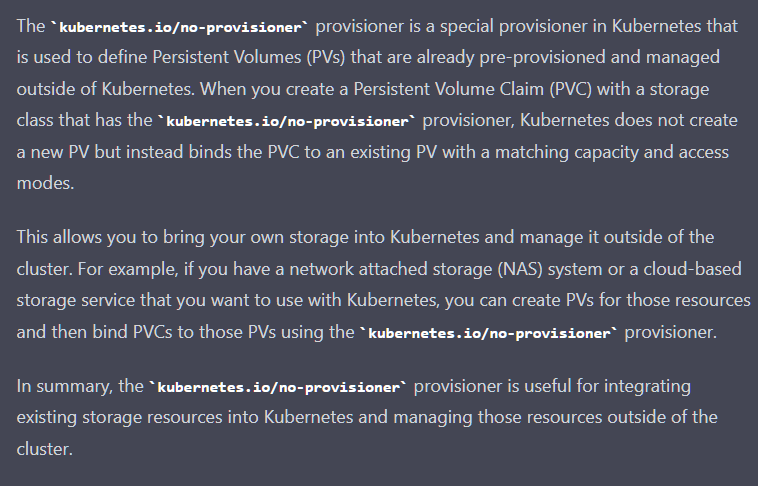 The `kubernetes.io/no-provisioner` provisioner is a special provisioner in Kubernetes that
is used to define Persistent Volumes (PVs) that are already pre-provisioned and managed
outside of Kubernetes. When you create a Persistent Volume Claim (PVC) with a storage
class that has the `kubernetes.io/no-provisioner` provisioner, Kubernetes does not create
a new PV but instead binds the PVC to an existing PV with a matching capacity and access
modes.
This allows you to bring your own storage into Kubernetes and manage it outside of the
cluster. For example, if you have a network attached storage (NAS) system or a cloud-based
storage service that you want to use with Kubernetes, you can create PVs for those resources
and then bind PVCs to those PVs using the `kubernetes.io/no-provisioner` provisioner.
In summary, the `kubernetes.io/no-provisioner` provisioner is useful for integrating
existing storage resources into Kubernetes and managing those resources outside of the
cluster.